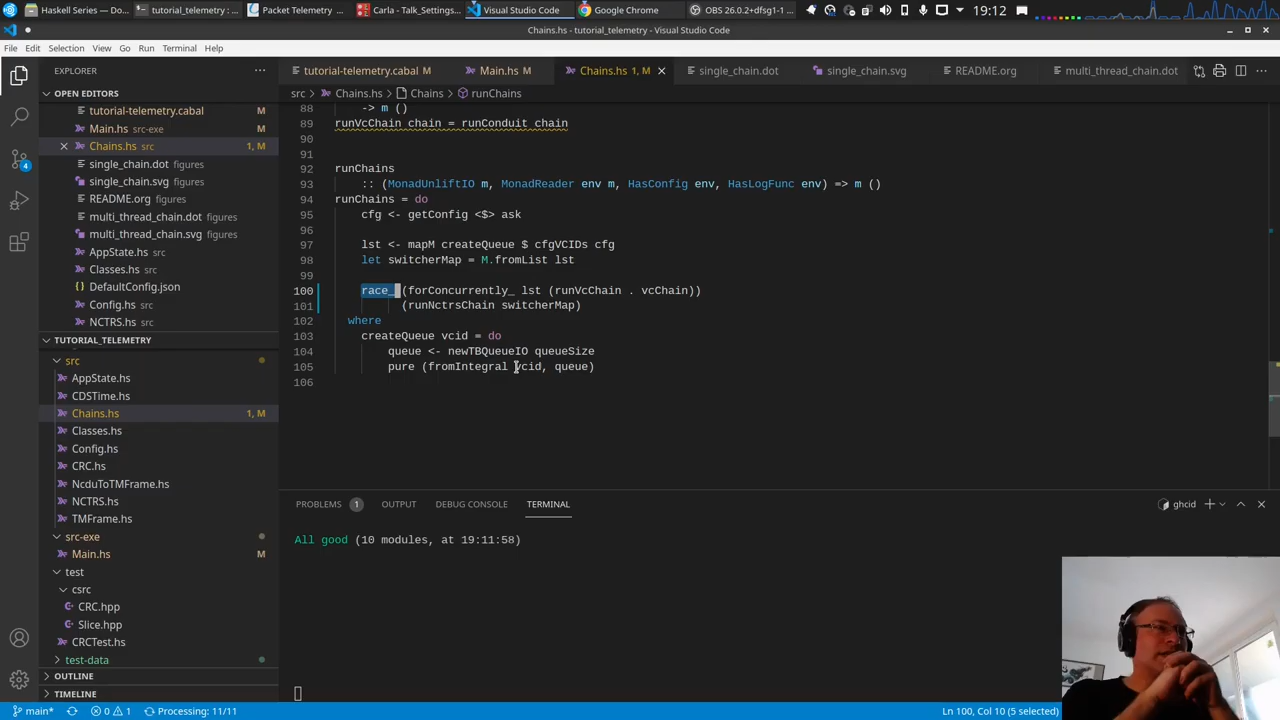 Haskell Series — [Ba...
tutorial_telemetry : ...
Packet Telemetry ...
Carla - Talk_Settings...
Visual Studio Code
Google Chrome
OBS 26.0.2+dfsg1-1 ...
19:12
Chains.hs - tutorial_telemetry - Visual Studio Code
File Edit Selection View Go Run Terminal Help
EXPLORER
tutorial-telemetry.cabal M
Main.hs M
Chains.hs 1, M
single_chain.dot
single_chain.svg
README.org
multi_thread_chain.dot
OPEN EDITORS
src > Chains.hs > Chains > runChains
tutorial-telemetry.cabal M
Main.hs src-exe M
Chains.hs src 1, M
single_chain.dot figures
single_chain.svg figures
README.org figures
multi_thread_chain.dot figures
multi_thread_chain.svg figures
AppState.hs src
Classes.hs src
DefaultConfig.json
Config.hs src
NCTRS.hs src
4
TUTORIAL_TELEMETRY
src
AppState.hs
CDSTime.hs
Chains.hs 1, M
Classes.hs
Config.hs
CRC.hs
NcduToTMFrame.hs
NCTRS.hs
TMFrame.hs
src-exe
Main.hs M
test
csrc
CRC.hpp
Slice.hpp
CRCTest.hs
test-data
OUTLINE
TIMELINE
88 -> m ()
89 runVcChain chain = runConduit chain
90
91
92 runChains
93 :: (MonadUnliftIO m, MonadReader env m, HasConfig env, HasLogFunc env) => m ()
94 runChains = do
95 cfg <- getConfig <$> ask
96
97 lst <- mapM createQueue $ cfgVCIDs cfg
98 let switcherMap = M.fromList lst
99
100 race_ (forConcurrently_ lst (runVcChain . vcChain))
101 (runNctrsChain switcherMap)
102 where
103 createQueue vcid = do
104 queue <- newTBQueueIO queueSize
105 pure (fromIntegral vcid, queue)
106
PROBLEMS 1 OUTPUT DEBUG CONSOLE TERMINAL
ghcid
All good (10 modules, at 19:11:58)
main* 0 1 Processing: 11/11
Ln 100, Col 10 (5 selected)